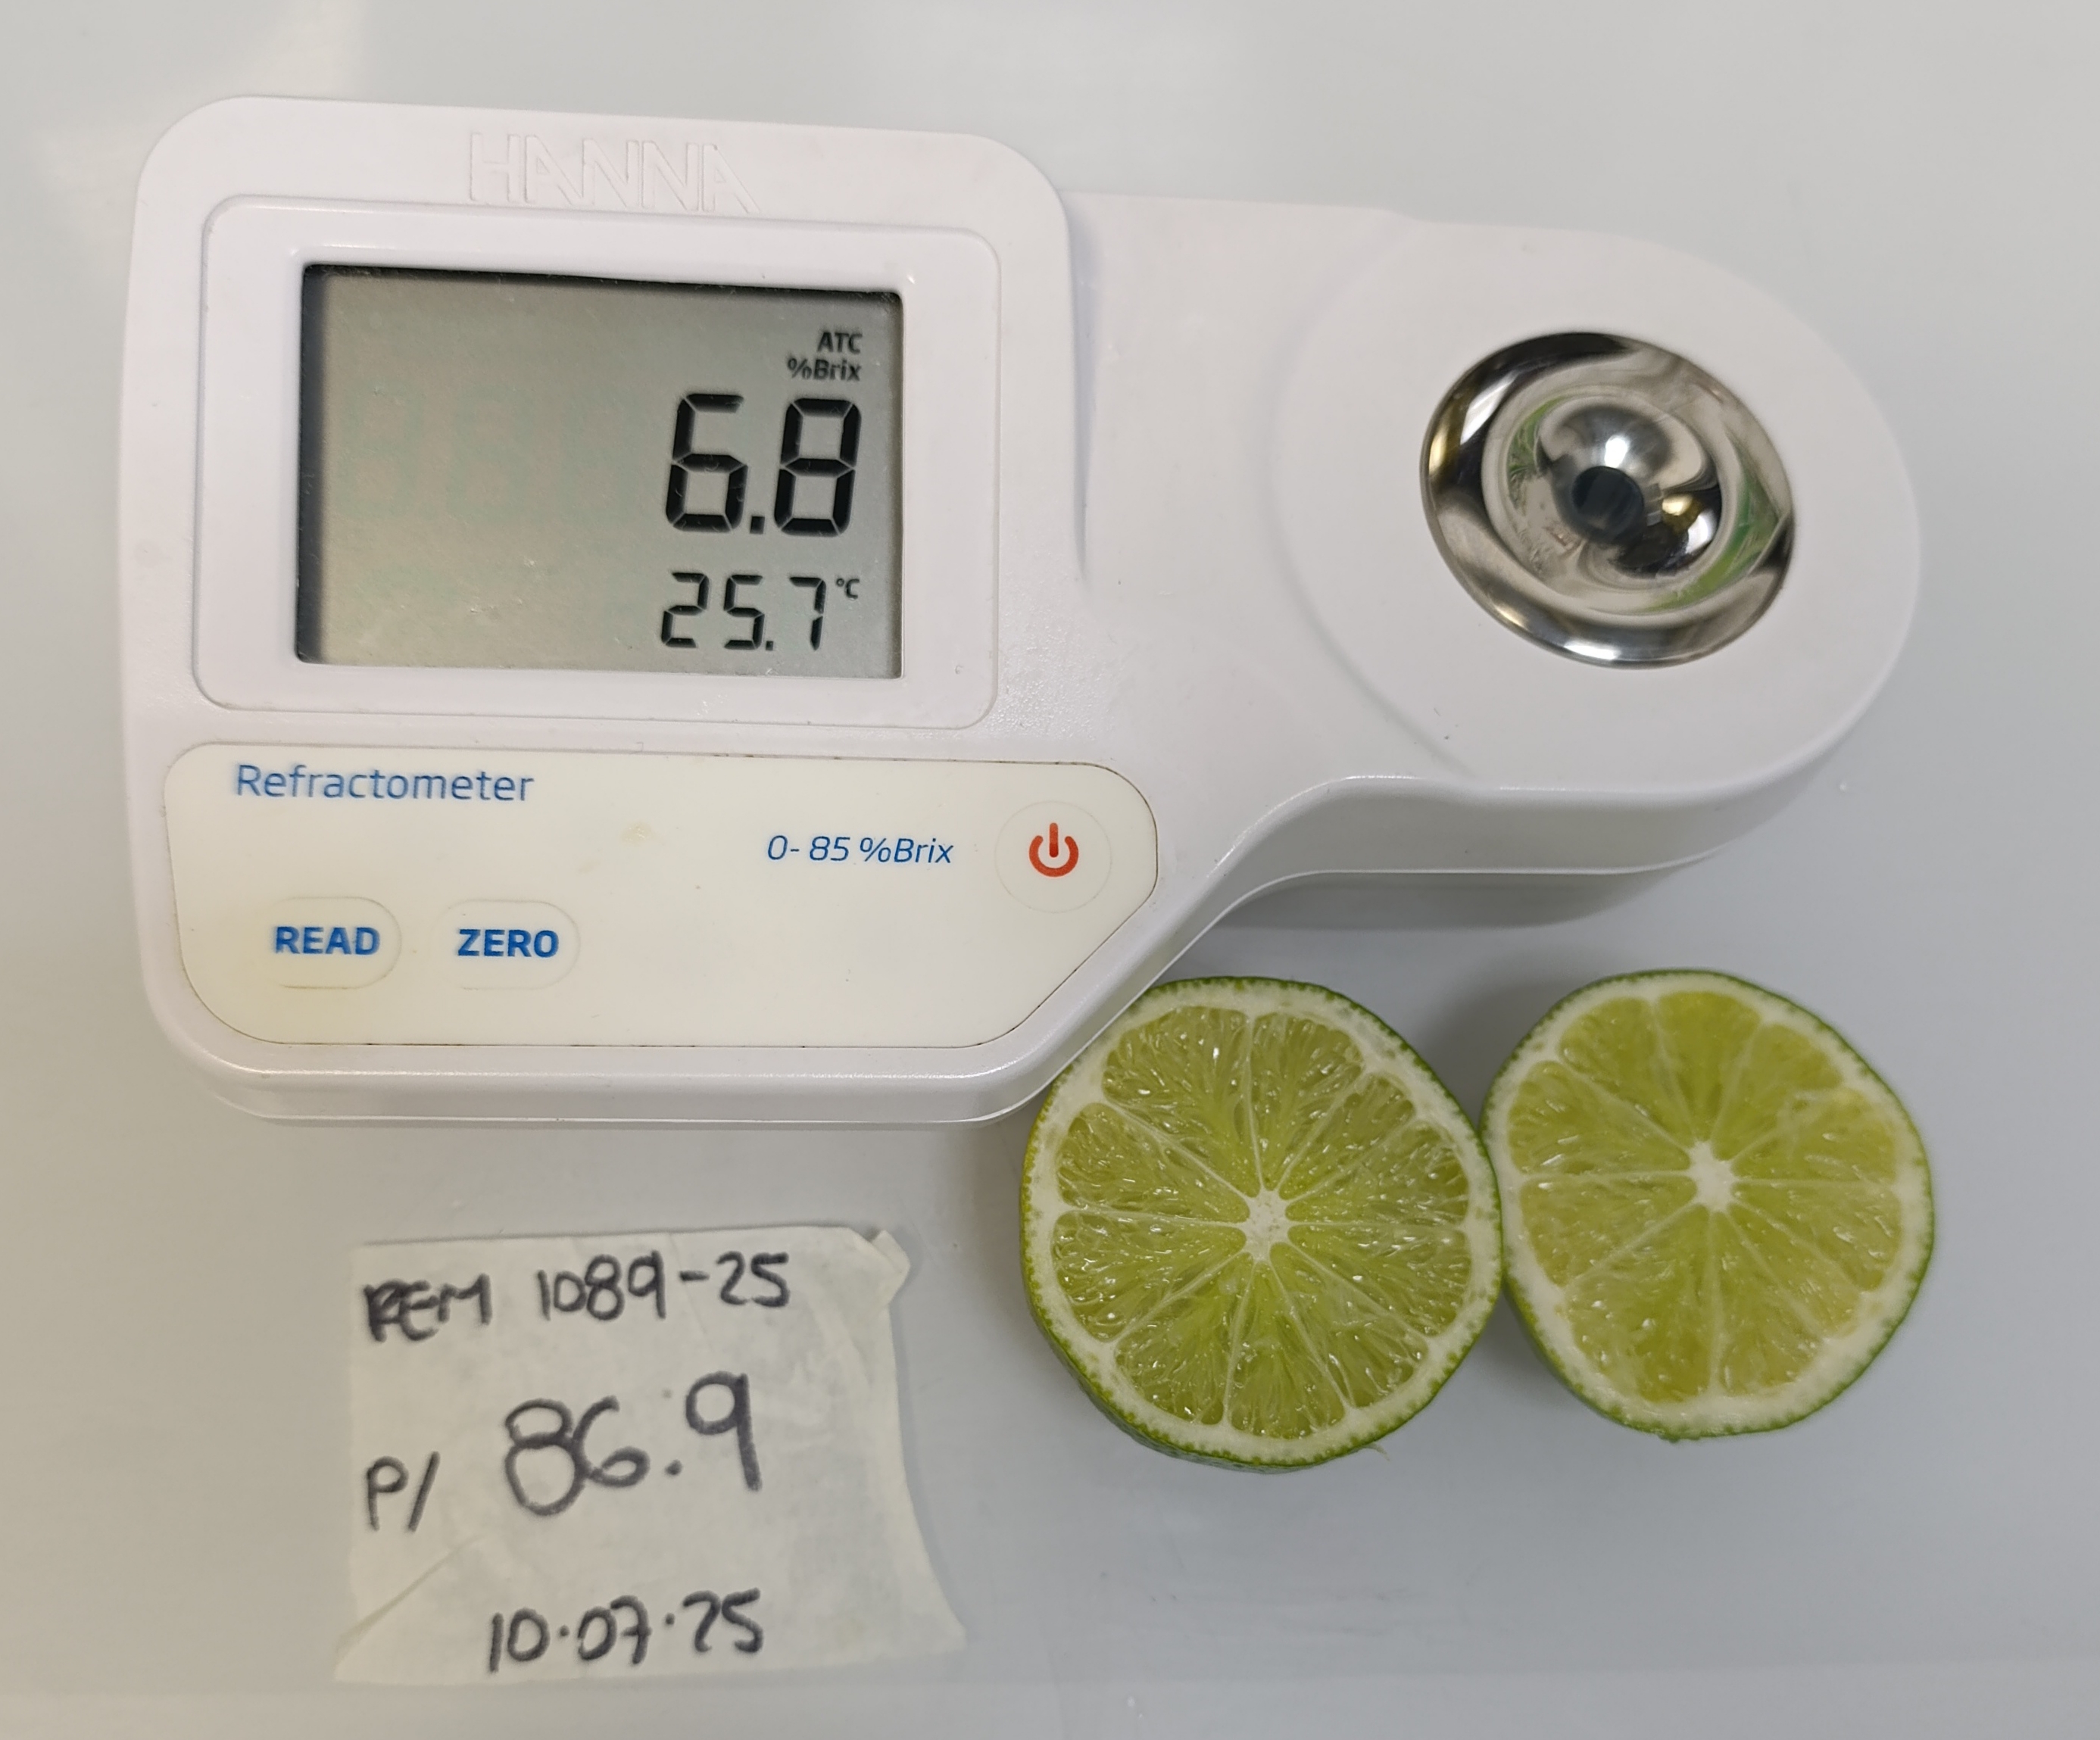 HANNA
ATC
%Brix
6.8
25.7 °C
Refractometer
0- 85 %Brix
READ ZERO
REM 1089-25
P/ 86.9
10.07.25